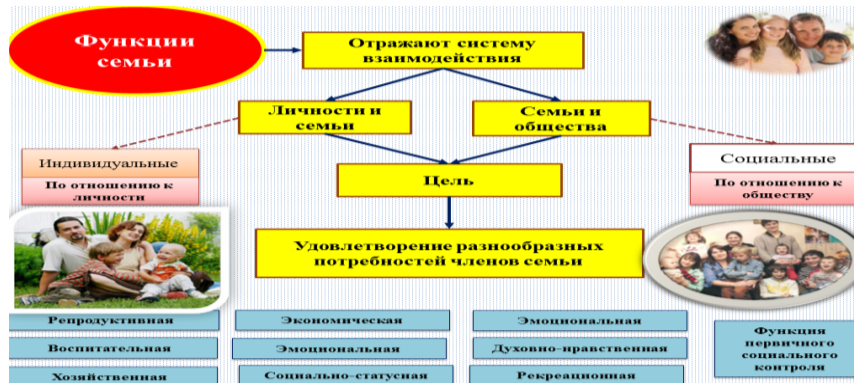 Функции
семьи
Отражают систему
взаимодействия
Личности и
семьи
Семьи и
общества
Индивидуальные
По отношению к
личности
Социальные
По отношению к
обществу
Цель
Удовлетворение разнообразных
потребностей членов семьи
Репродуктивная
Экономическая
Эмоциональная
Функция
первичного
социального
контроля
Воспитательная
Эмоциональная
Духовно-нравственная
Хозяйственная
Социально-статусная
Рекреационная